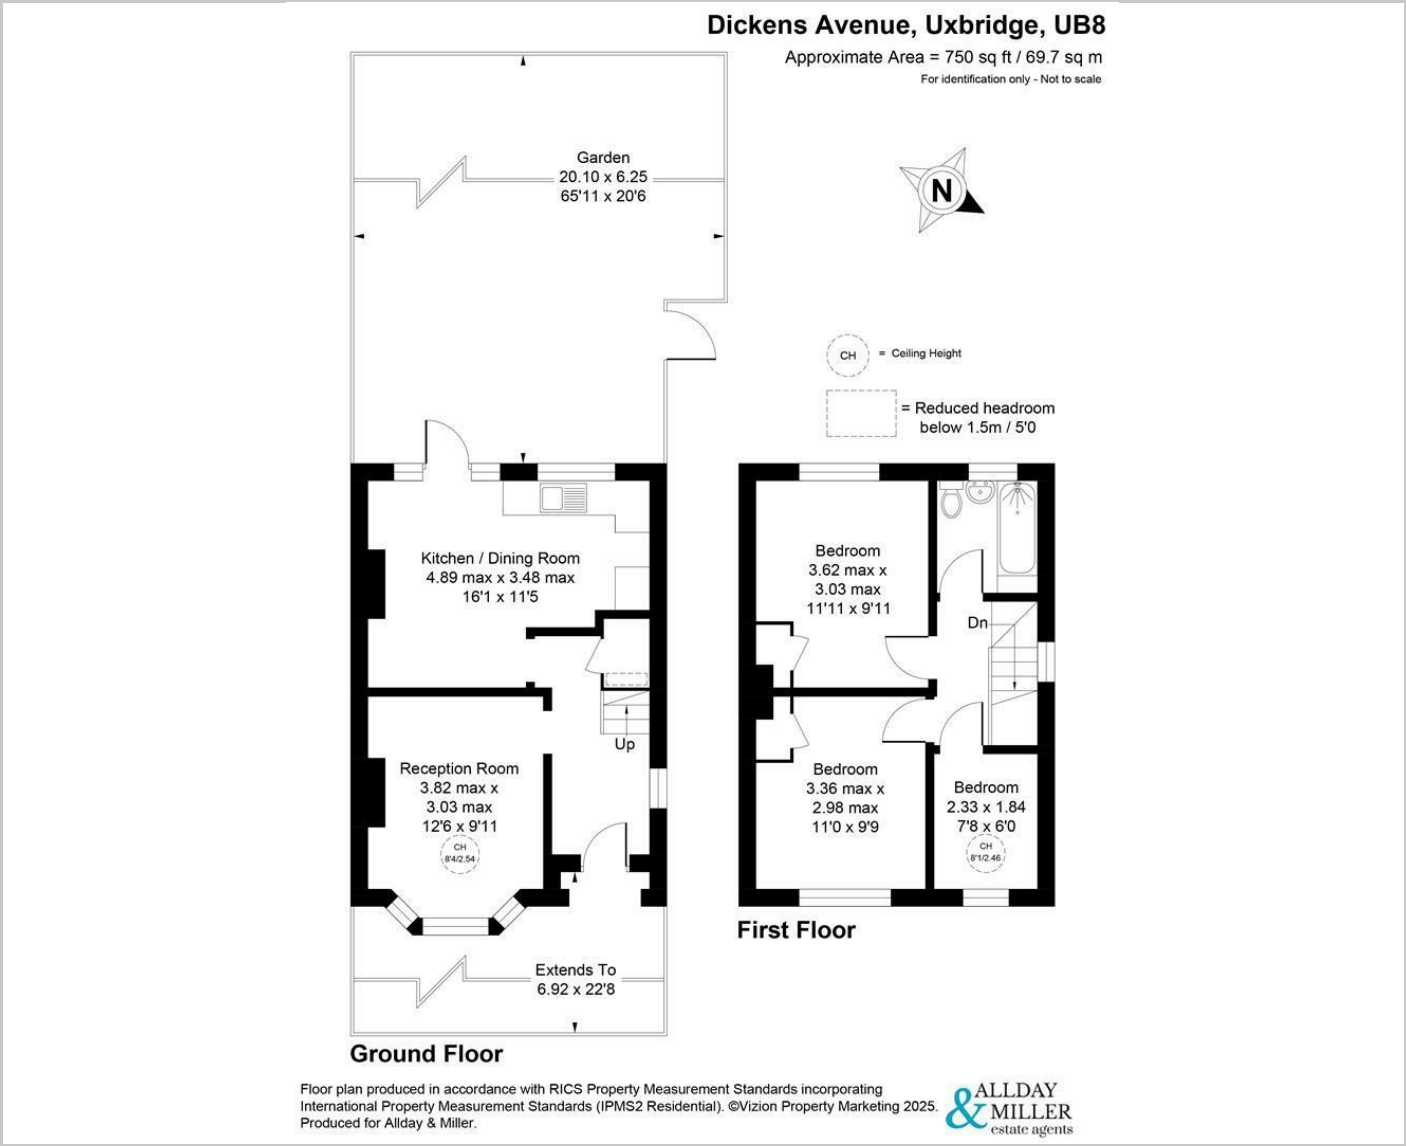 Dickens Avenue, Uxbridge, UB8
Approximate Area = 750 sq ft / 69.7 sq m
For identification only - Not to scale
N
Garden
20.10 x 6.25
65'11 x 20'6
CH
= Ceiling Height
= Reduced headroom
below 1.5m / 5'0
Kitchen / Dining Room
4.89 max x 3.48 max
16'1 x 11'5
Up
Reception Room
3.82 max x
3.03 max
12'6 x 9'11
CH
8'4/2.54
Extends To
6.92 x 22'8
Ground Floor
Bedroom
3.62 max x
3.03 max
11'11 x 9'11
Dn
Bedroom
3.36 max x
2.98 max
11'0 x 9'9
Bedroom
2.33 x 1.84
7'8 x 6'0
CH
8'1/2.46
First Floor
Floor plan produced in accordance with RICS Property Measurement Standards incorporating
International Property Measurement Standards (IPMS2 Residential). ©Vizion Property Marketing 2025.
Produced for Allday & Miller.
ALLDAY
& MILLER
estate agents